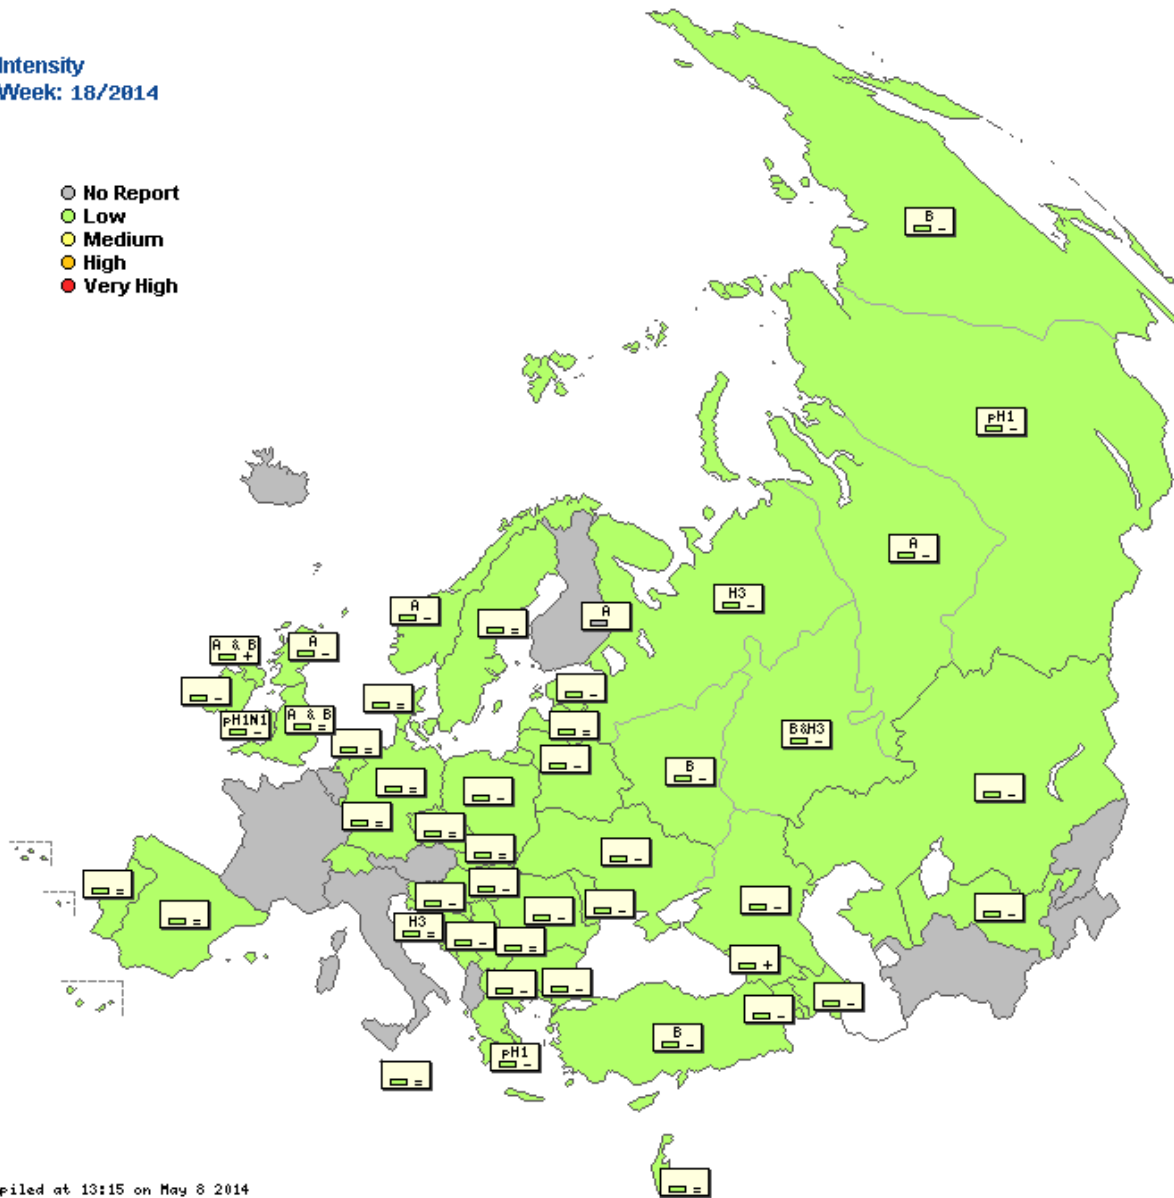 Intensity
Week: 18/2014
No Report
Low
Medium
High
Very High
B
-
pH1
-
A
-
H3
-
A
-
=
A
A & B
+
A
-
-
=
-
pH1N1
-
A & B
=
=
=
-
B&H3
-
B
-
=
-
-
=
=
=
-
=
-
=
-
-
-
-
-
=
H3
=
-
=
+
-
-
-
-
B
-
pH1
-
=
=
piled at 13:15 on May 8 2014